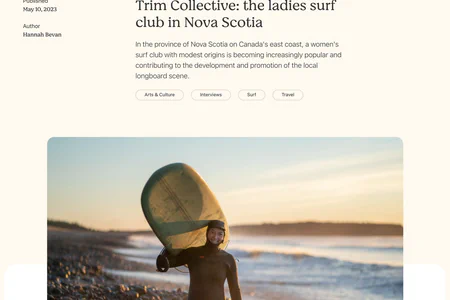 Published
May 10, 2023
Author
Hannah Bevan
Trim Collective: the ladies surf
club in Nova Scotia
In the province of Nova Scotia on Canada's east coast, a women's
surf club with modest origins is becoming increasingly popular and
contributing to the development and promotion of the local
longboard scene.
Arts & Culture
Interviews
Surf
Travel